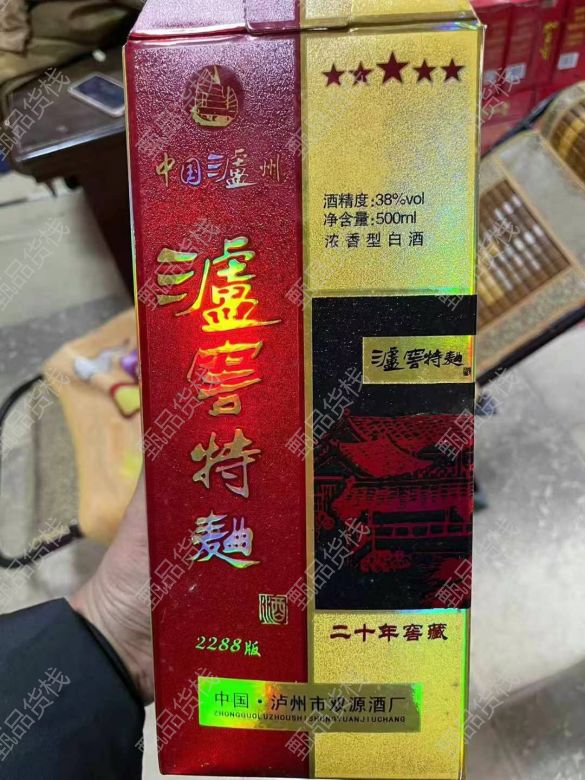 中国瀘州
瀘窖特麯
酒
2288版
酒精度:38%vol
净含量:500ml
浓香型白酒
瀘窖特麯
二十年窖藏
中国·泸州市双源酒厂
甄品货栈